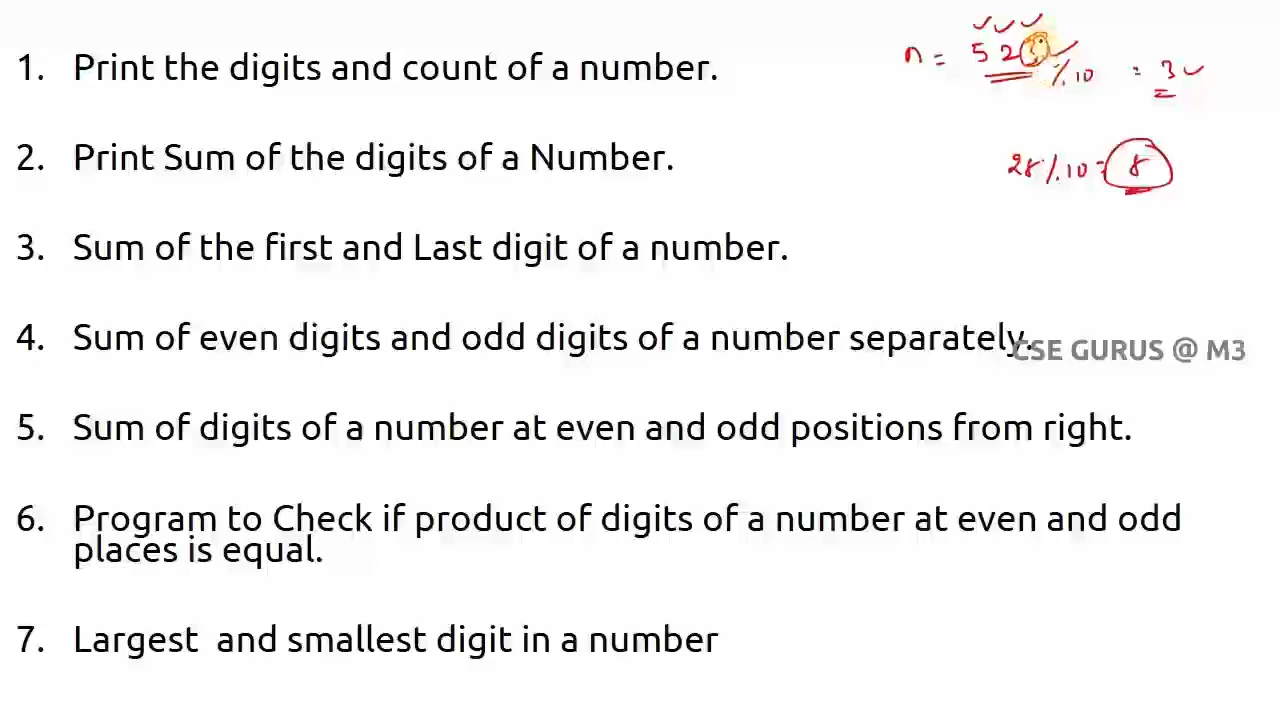 1. Print the digits and count of a number.
n = 523 % 10 = 3
2. Print Sum of the digits of a Number.
28 % 10 = 8
3. Sum of the first and Last digit of a number.
4. Sum of even digits and odd digits of a number separately.
CSE GURUS @ M3
5. Sum of digits of a number at even and odd positions from right.
6. Program to Check if product of digits of a number at even and odd
places is equal.
7. Largest and smallest digit in a number